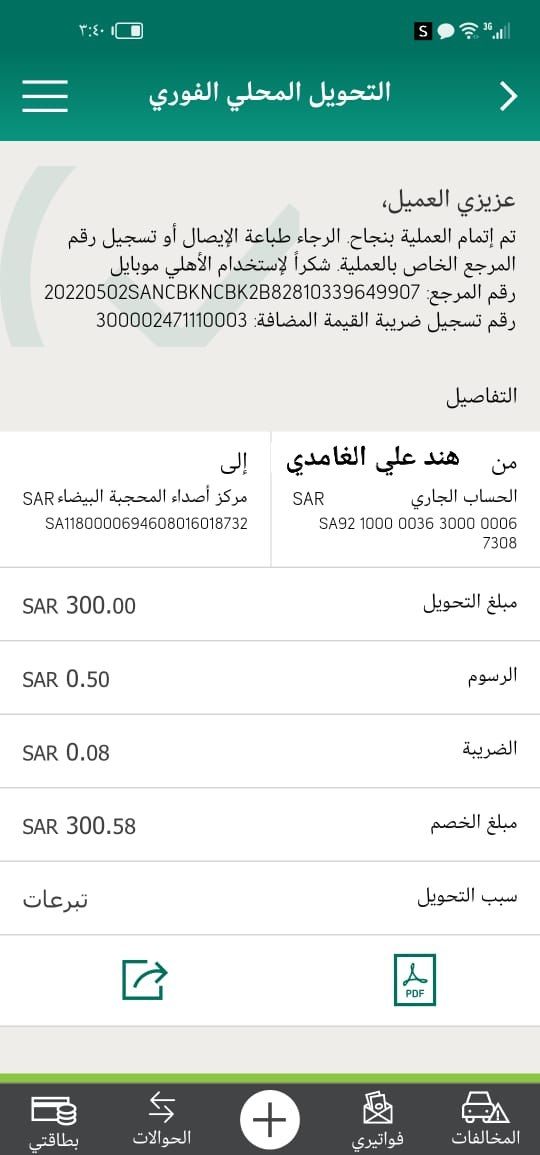 ٣:٤٠
S
3G
التحويل المحلي الفوري
عزيزي العميل،
تم إتمام العملية بنجاح. الرجاء طباعة الإيصال أو تسجيل رقم
المرجع الخاص بالعملية. شكراً لإستخدام الأهلي موبايل
رقم المرجع: 20220502SANCBKNCBK2B82810339649907
رقم تسجيل ضريبة القيمة المضافة: 300002471110003
التفاصيل
من هند علي الغامدي
الحساب الجاري SAR
SA92 1000 0036 3000 0006
7308
إلى
مركز أصداء المحجبة البيضاء SAR
SA1180000694608016018732
مبلغ التحويل SAR 300.00
الرسوم SAR 0.50
الضريبة SAR 0.08
مبلغ الخصم SAR 300.58
سبب التحويل تبرعات
PDF
المخالفات
فواتيري
الحوالات
بطاقتي